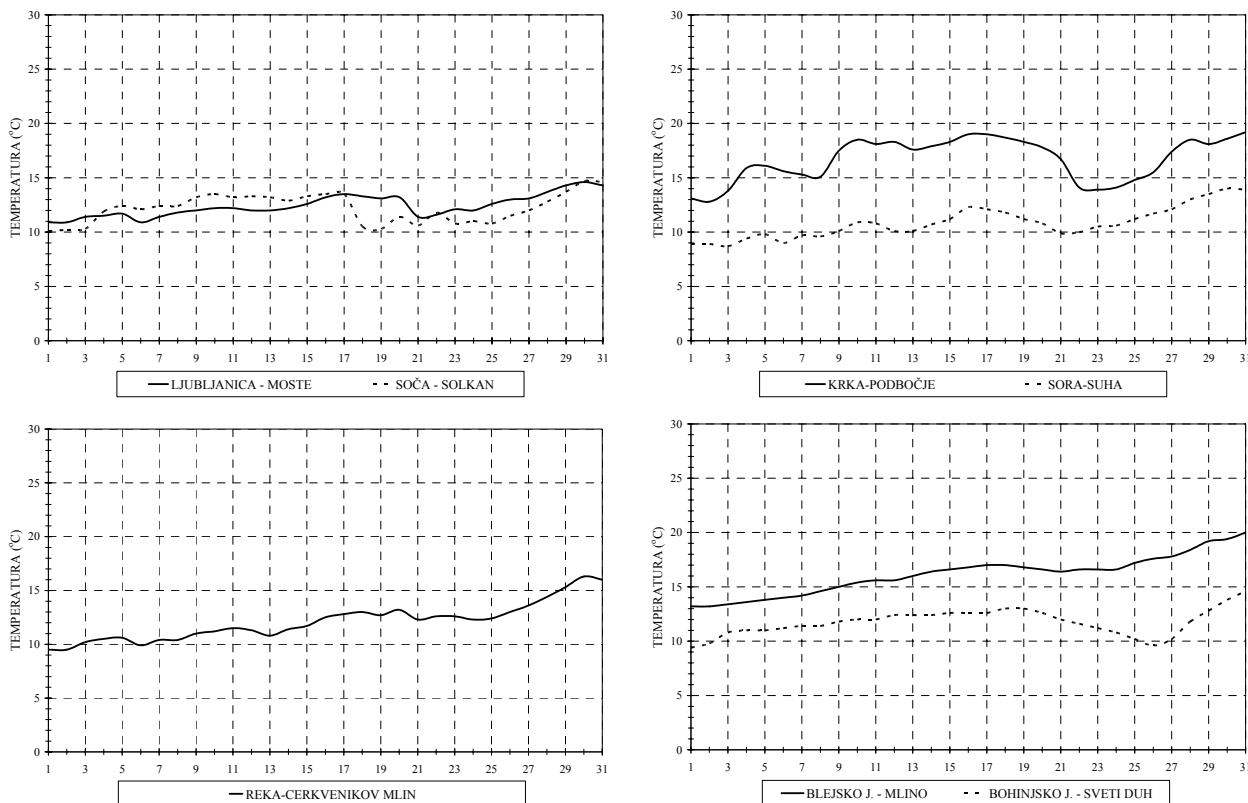 30
25
20
15
10
5
0
TEMPERATURA (°C)
1 3 5 7 9 11 13 15 17 19 21 23 25 27 29 31
LJUBLJANICA - MOSTE SOČA - SOLKAN
30
25
20
15
10
5
0
TEMPERATURA (°C)
1 3 5 7 9 11 13 15 17 19 21 23 25 27 29 31
KRKA-PODBOČJE SORA-SUHA
30
25
20
15
10
5
0
TEMPERATURA (°C)
1 3 5 7 9 11 13 15 17 19 21 23 25 27 29 31
REKA-CERKVENIKOV MLIN
30
25
20
15
10
5
0
TEMPERATURA (°C)
1 3 5 7 9 11 13 15 17 19 21 23 25 27 29 31
BLEJSKO J. - MLINO BOHINJSKO J. - SVETI DUH